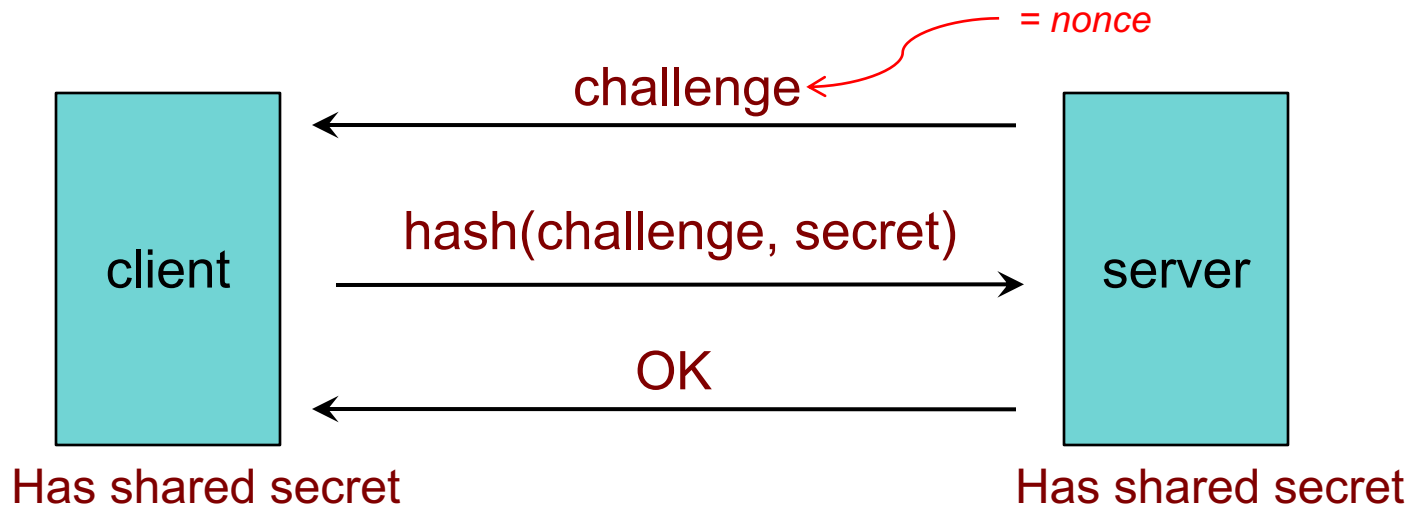 = nonce
challenge
hash(challenge, secret)
client
server
OK
Has shared secret
Has shared secret